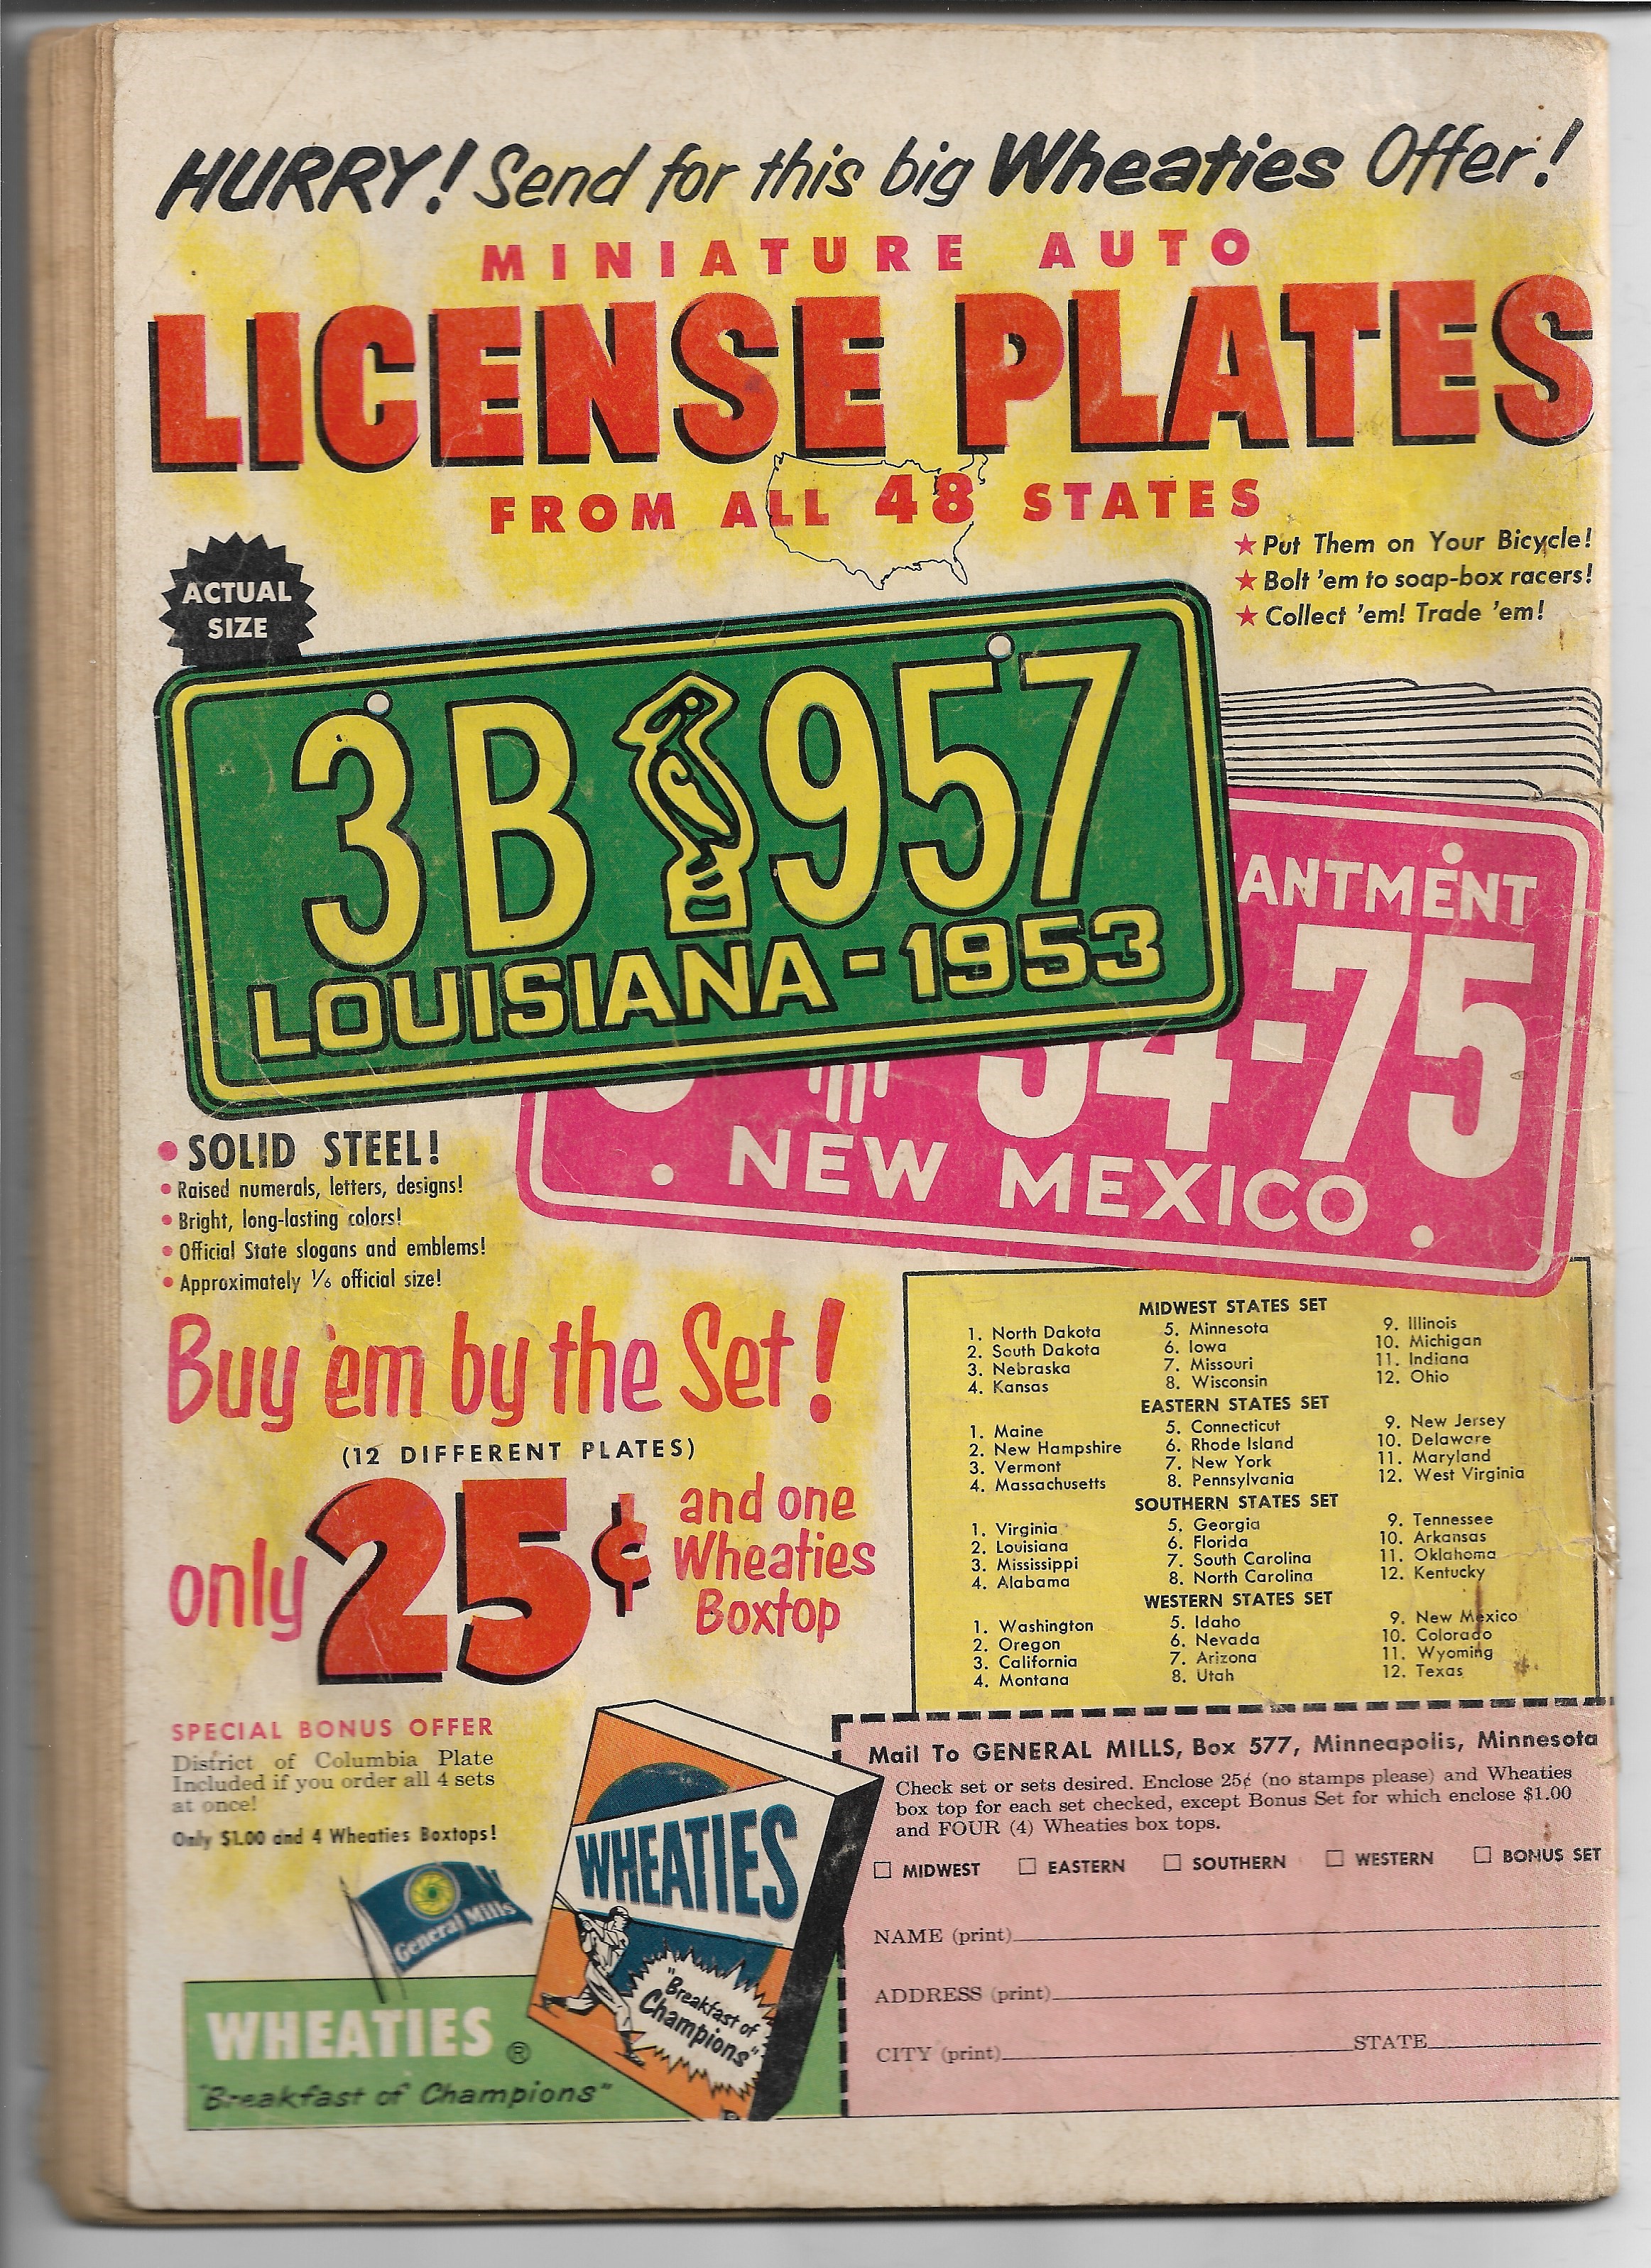 HURRY! Send for this big Wheaties Offer!
MINIATURE AUTO
LICENSE PLATES
FROM ALL 48 STATES
★ Put Them on Your Bicycle!
★ Bolt 'em to soap-box racers!
★ Collect 'em! Trade 'em!
ACTUAL
SIZE
3B 957
LOUISIANA - 1953
ANTMENT
54-75
NEW MEXICO
• SOLID STEEL!
• Raised numerals, letters, designs!
• Bright, long-lasting colors!
• Official State slogans and emblems!
• Approximately 1/6 official size!
Buy 'em by the Set!
(12 DIFFERENT PLATES)
only 25¢ and one
Wheaties
Boxtop
MIDWEST STATES SET
1. North Dakota 5. Minnesota 9. Illinois
2. South Dakota 6. Iowa 10. Michigan
3. Nebraska 7. Missouri 11. Indiana
4. Kansas 8. Wisconsin 12. Ohio
EASTERN STATES SET
1. Maine 5. Connecticut 9. New Jersey
2. New Hampshire 6. Rhode Island 10. Delaware
3. Vermont 7. New York 11. Maryland
4. Massachusetts 8. Pennsylvania 12. West Virginia
SOUTHERN STATES SET
1. Virginia 5. Georgia 9. Tennessee
2. Louisiana 6. Florida 10. Arkansas
3. Mississippi 7. South Carolina 11. Oklahoma
4. Alabama 8. North Carolina 12. Kentucky
WESTERN STATES SET
1. Washington 5. Idaho 9. New Mexico
2. Oregon 6. Nevada 10. Colorado
3. California 7. Arizona 11. Wyoming
4. Montana 8. Utah 12. Texas
SPECIAL BONUS OFFER
District of Columbia Plate
Included if you order all 4 sets
at once!
Only $1.00 and 4 Wheaties Boxtops!
General Mills
WHEATIES ®
"Breakfast of Champions"
WHEATIES
"Breakfast of
Champions"
Mail To GENERAL MILLS, Box 577, Minneapolis, Minnesota
Check set or sets desired. Enclose 25¢ (no stamps please) and Wheaties
box top for each set checked, except Bonus Set for which enclose $1.00
and FOUR (4) Wheaties box tops.
☐ MIDWEST ☐ EASTERN ☐ SOUTHERN ☐ WESTERN ☐ BONUS SET
NAME (print)
ADDRESS (print)
CITY (print) STATE